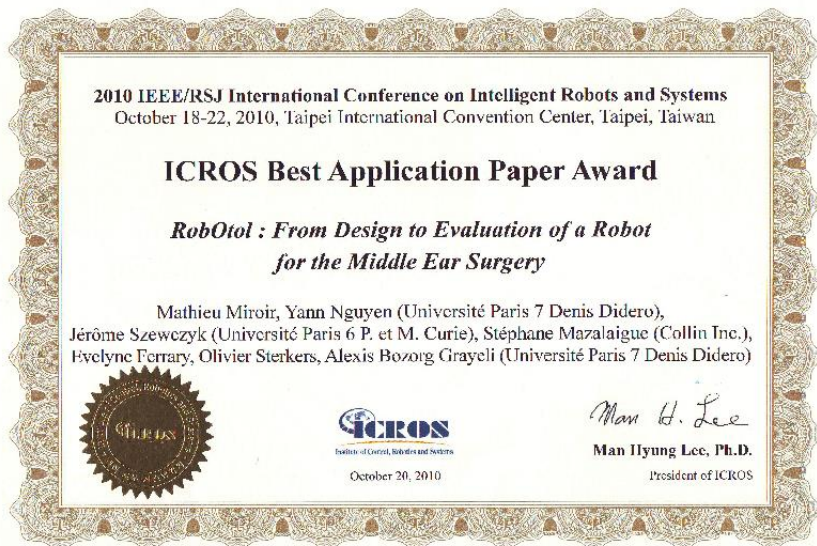 2010 IEEE/RSJ International Conference on Intelligent Robots and Systems
October 18-22, 2010, Taipei International Convention Center, Taipei, Taiwan
ICROS Best Application Paper Award
RobOtol : From Design to Evaluation of a Robot
for the Middle Ear Surgery
Mathieu Miroir, Yann Nguyen (Université Paris 7 Denis Didero),
Jérôme Szewczyk (Université Paris 6 P. et M. Curie), Stéphane Mazalaigue (Collin Inc.),
Evelyne Ferrary, Olivier Sterkers, Alexis Bozorg Grayeli (Université Paris 7 Denis Didero)
ICROS
ICROS
Institute of Control, Robotics and Systems
October 20, 2010
Man H. Lee
Man Hyung Lee, Ph.D.
President of ICROS